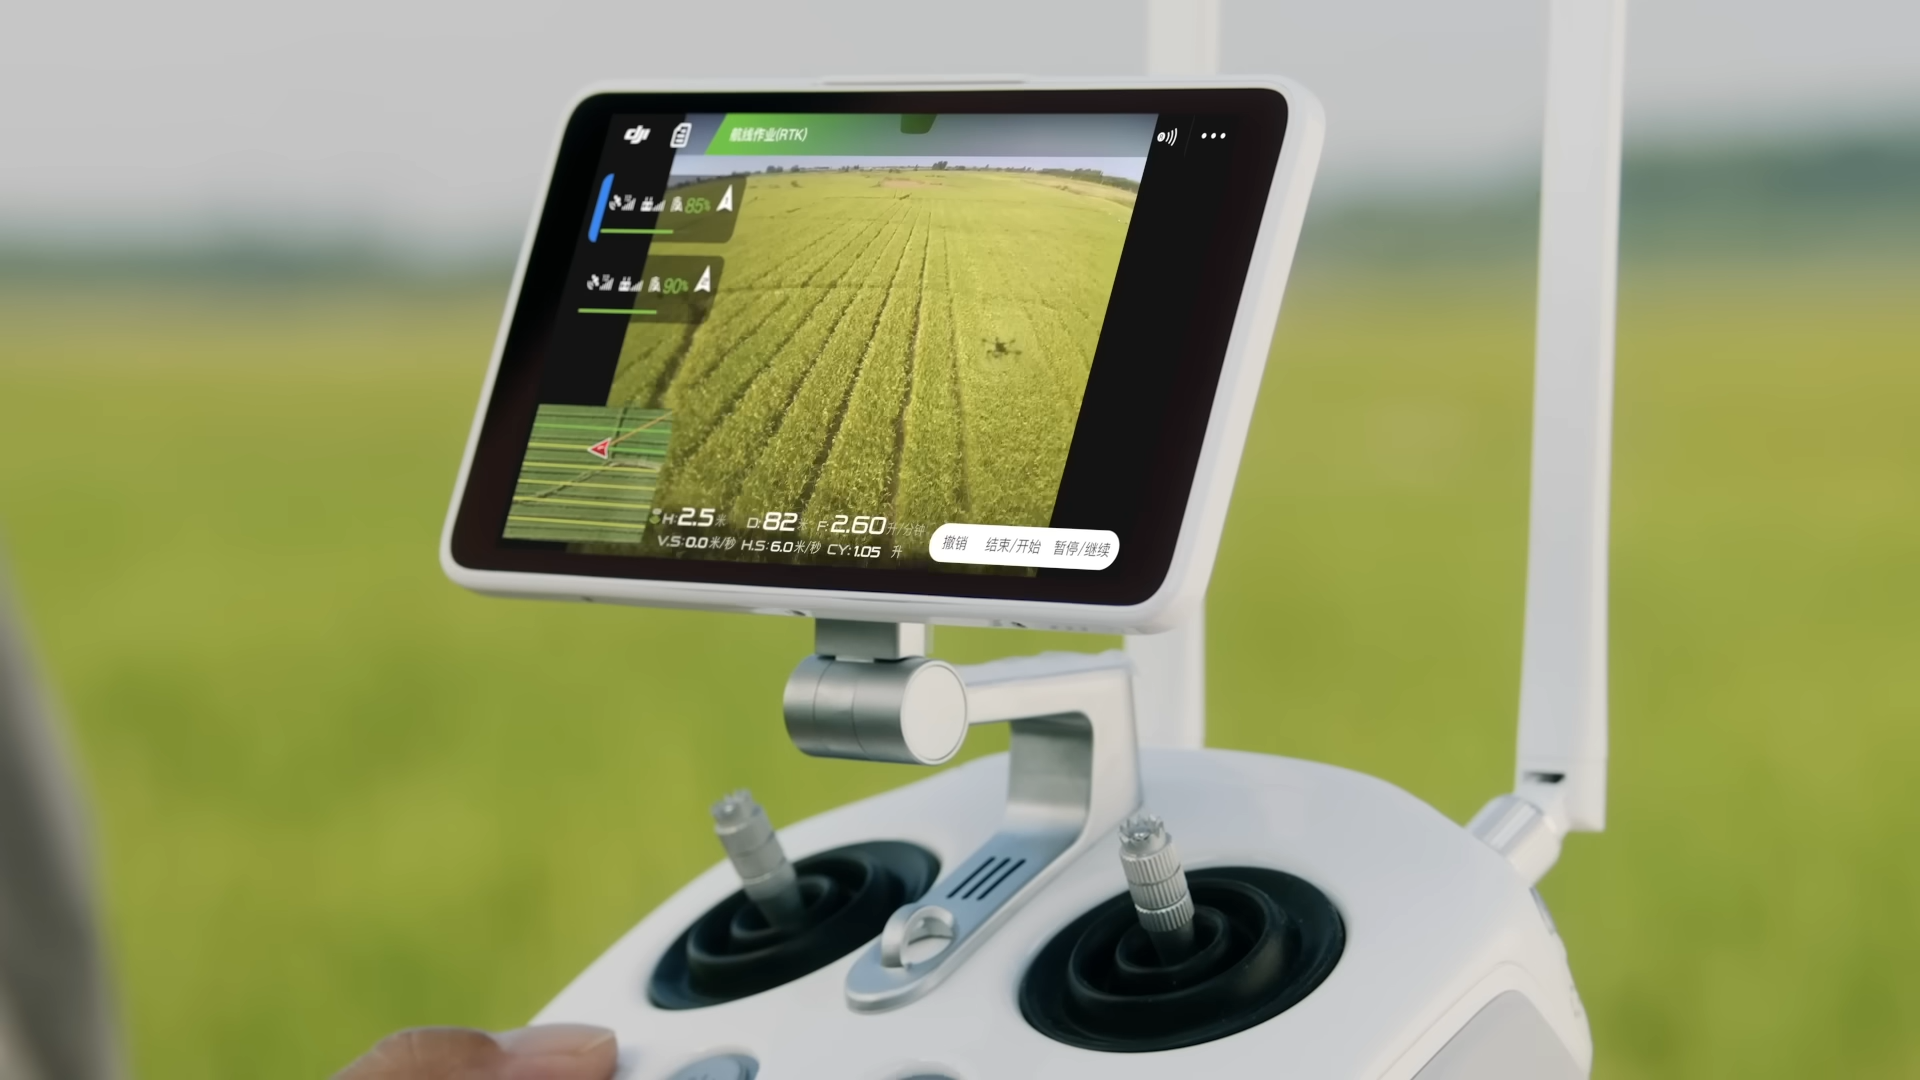 dji 航线作业(RTK)
85%
90%
H:2.5米 D:82米 F:2.60升/分钟
V.S:0.0米/秒 H.S:6.0米/秒 CY:1.05 升
撤销 结束/开始 暂停/继续